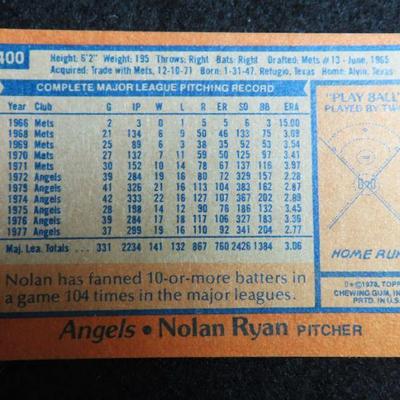 400
Height: 6'2" Weight: 195 Throws: Right Bats: Right Drafted: Mets #13 - June, 1965
Acquired: Trade with Mets, 12-10-71 Born: 1-31-47, Refugio, Texas Home: Alvin, Texas
COMPLETE MAJOR LEAGUE PITCHING RECORD
Year Club G IP W L R ER SO BB ERA
1966 Mets 2 3 0 1 5 5 6 3 15.00
1968 Mets 21 134 6 9 50 46 133 75 3.09
1969 Mets 25 89 6 3 38 35 92 53 3.54
1970 Mets 27 132 7 11 59 50 125 97 3.41
1971 Mets 30 152 10 14 78 67 137 116 3.97
1972 Angels 39 284 19 16 80 72 329 157 2.28
1973 Angels 41 326 21 16 113 104 383 162 2.87
1974 Angels 42 333 22 16 127 107 367 202 2.89
1975 Angels 28 198 14 12 90 76 186 132 3.45
1976 Angels 39 284 17 18 117 106 327 183 3.36
1977 Angels 37 299 19 16 110 92 341 204 2.77
Maj. Lea. Totals ... 331 2234 141 132 867 760 2426 1384 3.06
"PLAY BALL"
PLAYED BY TW
HOME RUN
Nolan has fanned 10-or-more batters in
a game 104 times in the major leagues.
D*© 1978, TOPP
CHEWING GUM, IN
PRTD. IN U.S.
Angels • Nolan Ryan PITCHER